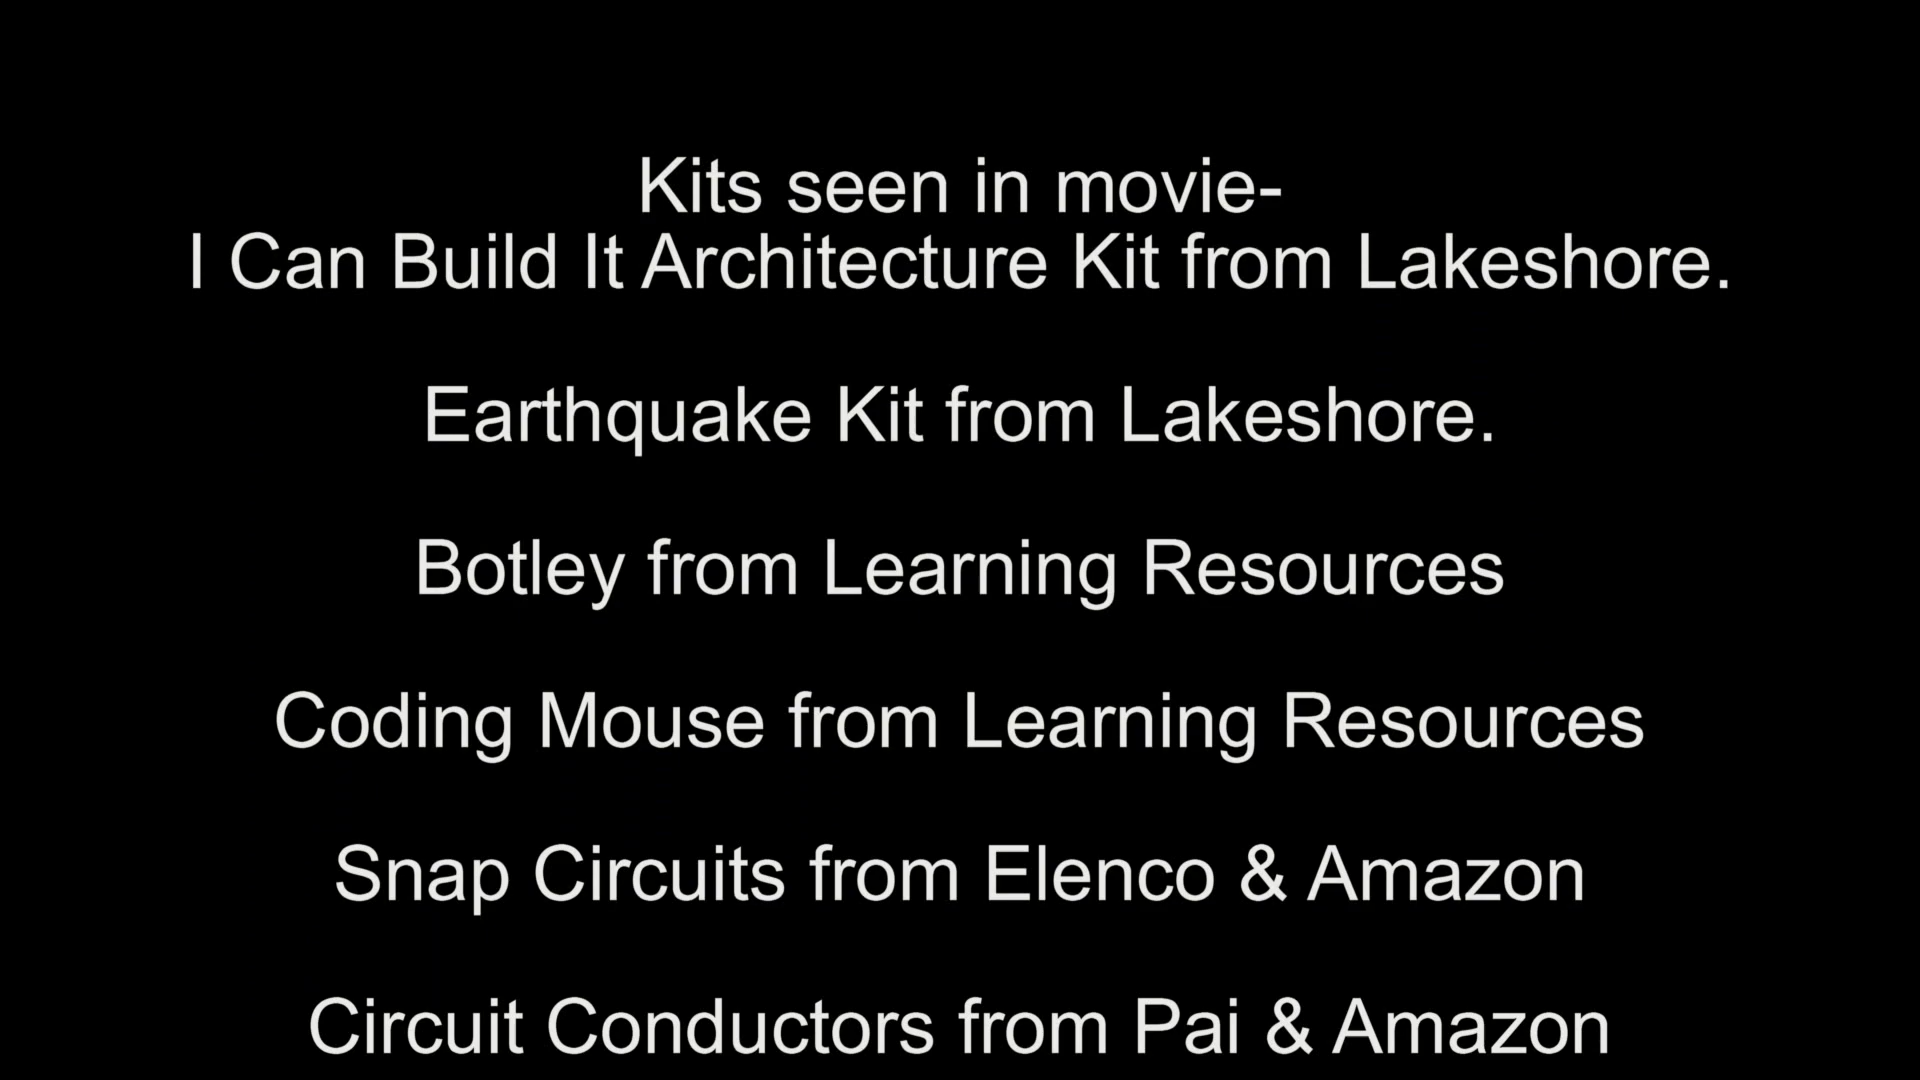 Kits seen in movie-
I Can Build It Architecture Kit from Lakeshore.
Earthquake Kit from Lakeshore.
Botley from Learning Resources
Coding Mouse from Learning Resources
Snap Circuits from Elenco & Amazon
Circuit Conductors from Pai & Amazon